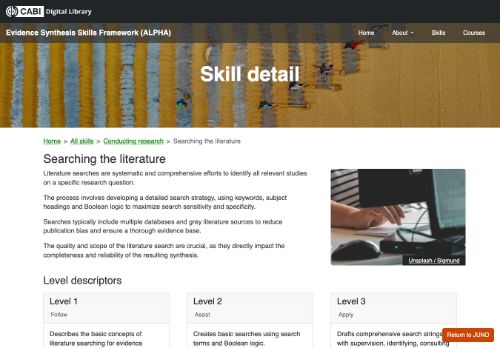 CABI Digital Library
Evidence Synthesis Skills Framework (ALPHA)
Home About Skills Courses
Skill detail
Home > All skills > Conducting research > Searching the literature
Searching the literature
Literature searches are systematic and comprehensive efforts to identify all relevant studies
on a specific research question.
The process involves developing a detailed search strategy, using keywords, subject
headings and Boolean logic to maximize search sensitivity and specificity.
Searches typically include multiple databases and grey literature sources to reduce
publication bias and ensure a thorough evidence base.
The quality and scope of the literature search are crucial, as they directly impact the
completeness and reliability of the resulting synthesis.
Unsplash / Sigmund
Level descriptors
Level 1
Follow
Describes the basic concepts of
literature searching for evidence
Level 2
Assist
Creates basic searches using search
terms and Boolean logic.
Level 3
Apply
Drafts comprehensive search strings
with supervision, identifying, consulting
Return to JUNO